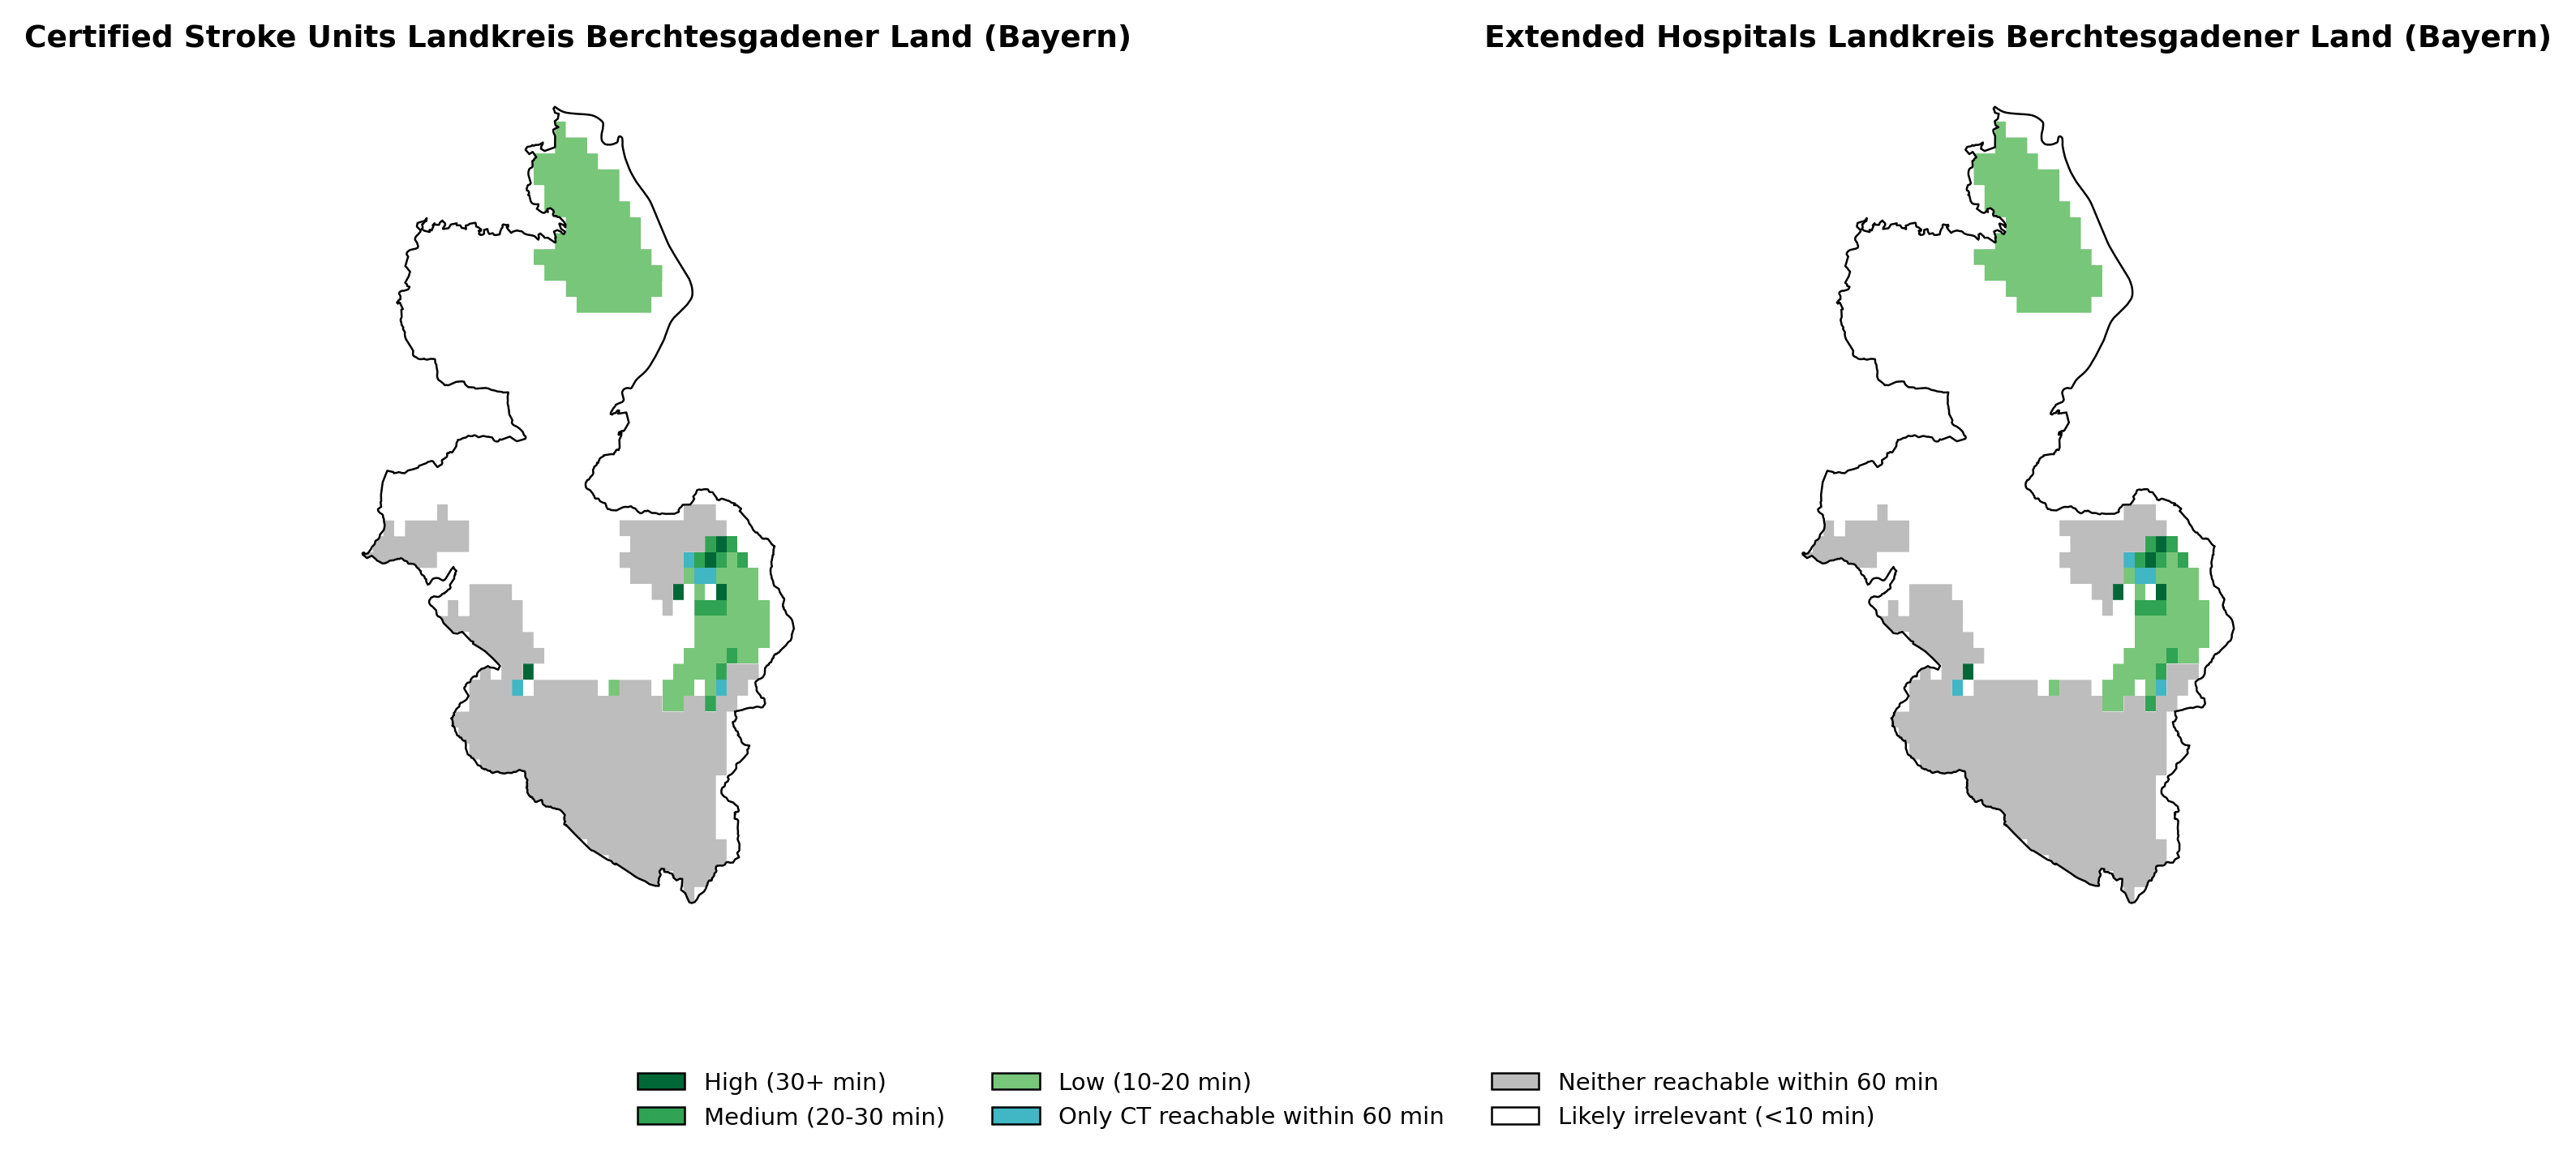 Certified Stroke Units Landkreis Berchtesgadener Land (Bayern)
Extended Hospitals Landkreis Berchtesgadener Land (Bayern)
High (30+ min)
Medium (20-30 min)
Low (10-20 min)
Only CT reachable within 60 min
Neither reachable within 60 min
Likely irrelevant (<10 min)